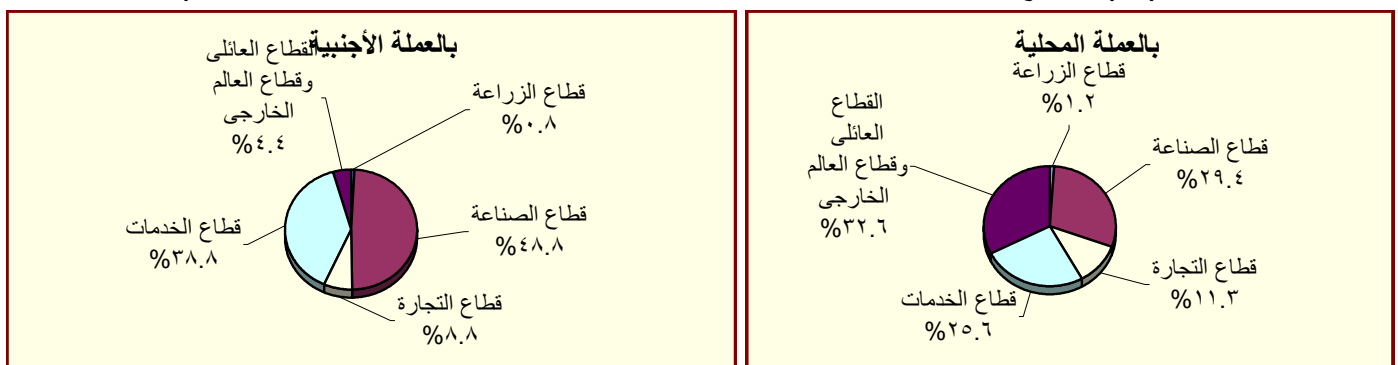 بالعملة المحلية
قطاع الزراعة
%١.٢
قطاع الصناعة
%٢٩.٤
قطاع التجارة
%١١.٣
قطاع الخدمات
%٢٥.٦
القطاع
العائلى
وقطاع العالم
الخارجى
%٣٢.٦
بالعملة الأجنبية
قطاع الزراعة
%٠.٨
قطاع الصناعة
%٤٨.٨
قطاع التجارة
%٨.٨
قطاع الخدمات
%٣٨.٨
القطاع العائلى
وقطاع العالم
الخارجى
%٤.٤